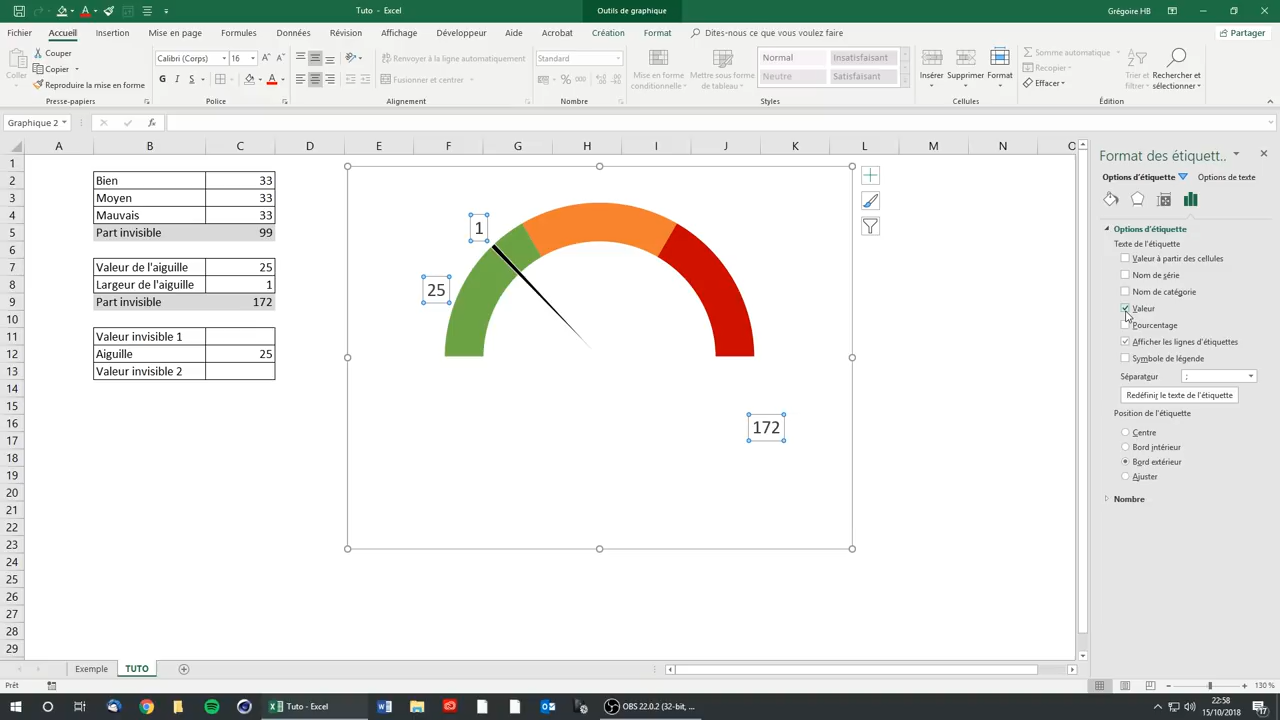 Tuto - Excel
Outils de graphique
Grégoire HB
Fichier Accueil Insertion Mise en page Formules Données Révision Affichage Développeur Aide Acrobat Création Format Dites-nous ce que vous voulez faire Partager
Coller
Couper
Copier
Reproduire la mise en forme
Presse-papiers
Calibri (Corps) 16
G I S
Police
Renvoyer à la ligne automatiquement
Fusionner et centrer
Alignement
Standard
% 000
Nombre
Mise en forme conditionnelle
Mettre sous forme de tableau
Normal Insatisfaisant
Neutre Satisfaisant
Styles
Insérer Supprimer Format
Cellules
Somme automatique
Recopier
Effacer
Trier et filtrer
Rechercher et sélectionner
Édition
Graphique 2
fx
A B C D E F G H I J K L M N O
1
2 Bien 33
3 Moyen 33
4 Mauvais 33
5 Part invisible 99
6
7 Valeur de l'aiguille 25
8 Largeur de l'aiguille 1
9 Part invisible 172
10
11 Valeur invisible 1
12 Aiguille 25
13 Valeur invisible 2
14
15
16
17
18
19
20
21
22
23
24
25
26
27
28
29
1
25
172
Format des étiquett..
Options d'étiquette Options de texte
Options d'étiquette
Texte de l'étiquette
Valeur à partir des cellules
Nom de série
Nom de catégorie
Valeur
Pourcentage
Afficher les lignes d'étiquettes
Symbole de légende
Séparateur ;
Redéfinir le texte de l'étiquette
Position de l'étiquette
Centre
Bord intérieur
Bord extérieur
Ajuster
Nombre
Exemple TUTO
Prêt
130 %
Tuto - Excel
OBS 22.0.2 (32-bit, ...
22:58
15/10/2018
17